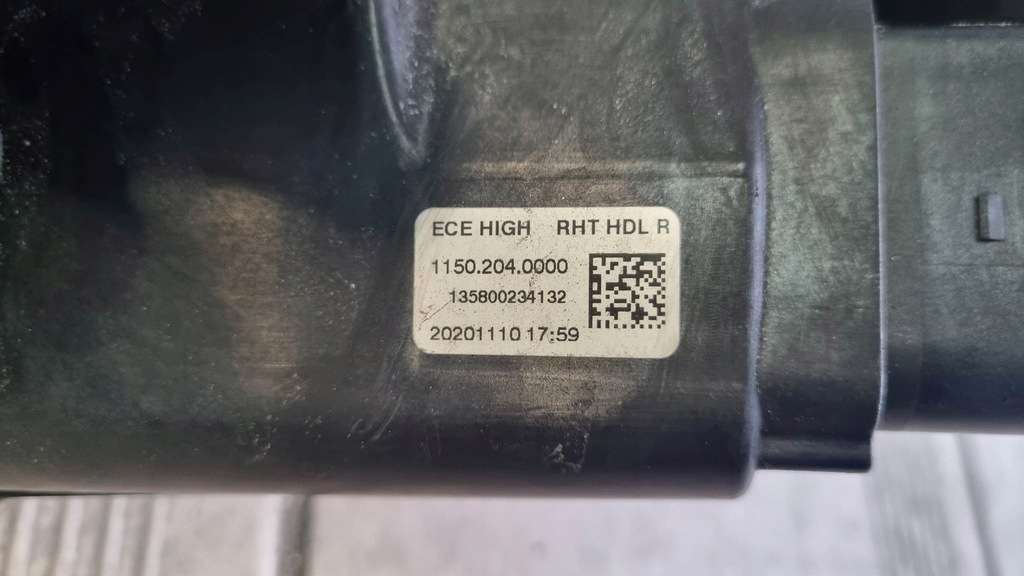 ECE HIGH RHT HDL R
1150.204.0000
135800234132
20201110 17:59